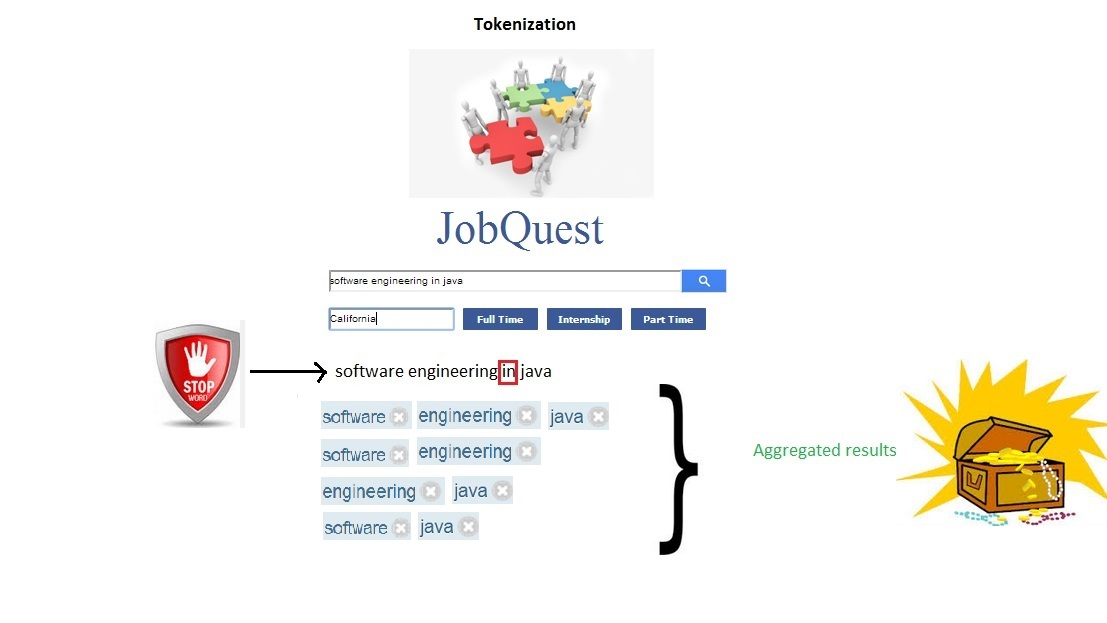 Tokenization
JobQuest
software engineering in java
California
Full Time
Internship
Part Time
STOP
WORD
software engineering in java
software engineering java
software engineering
engineering java
software java
Aggregated results